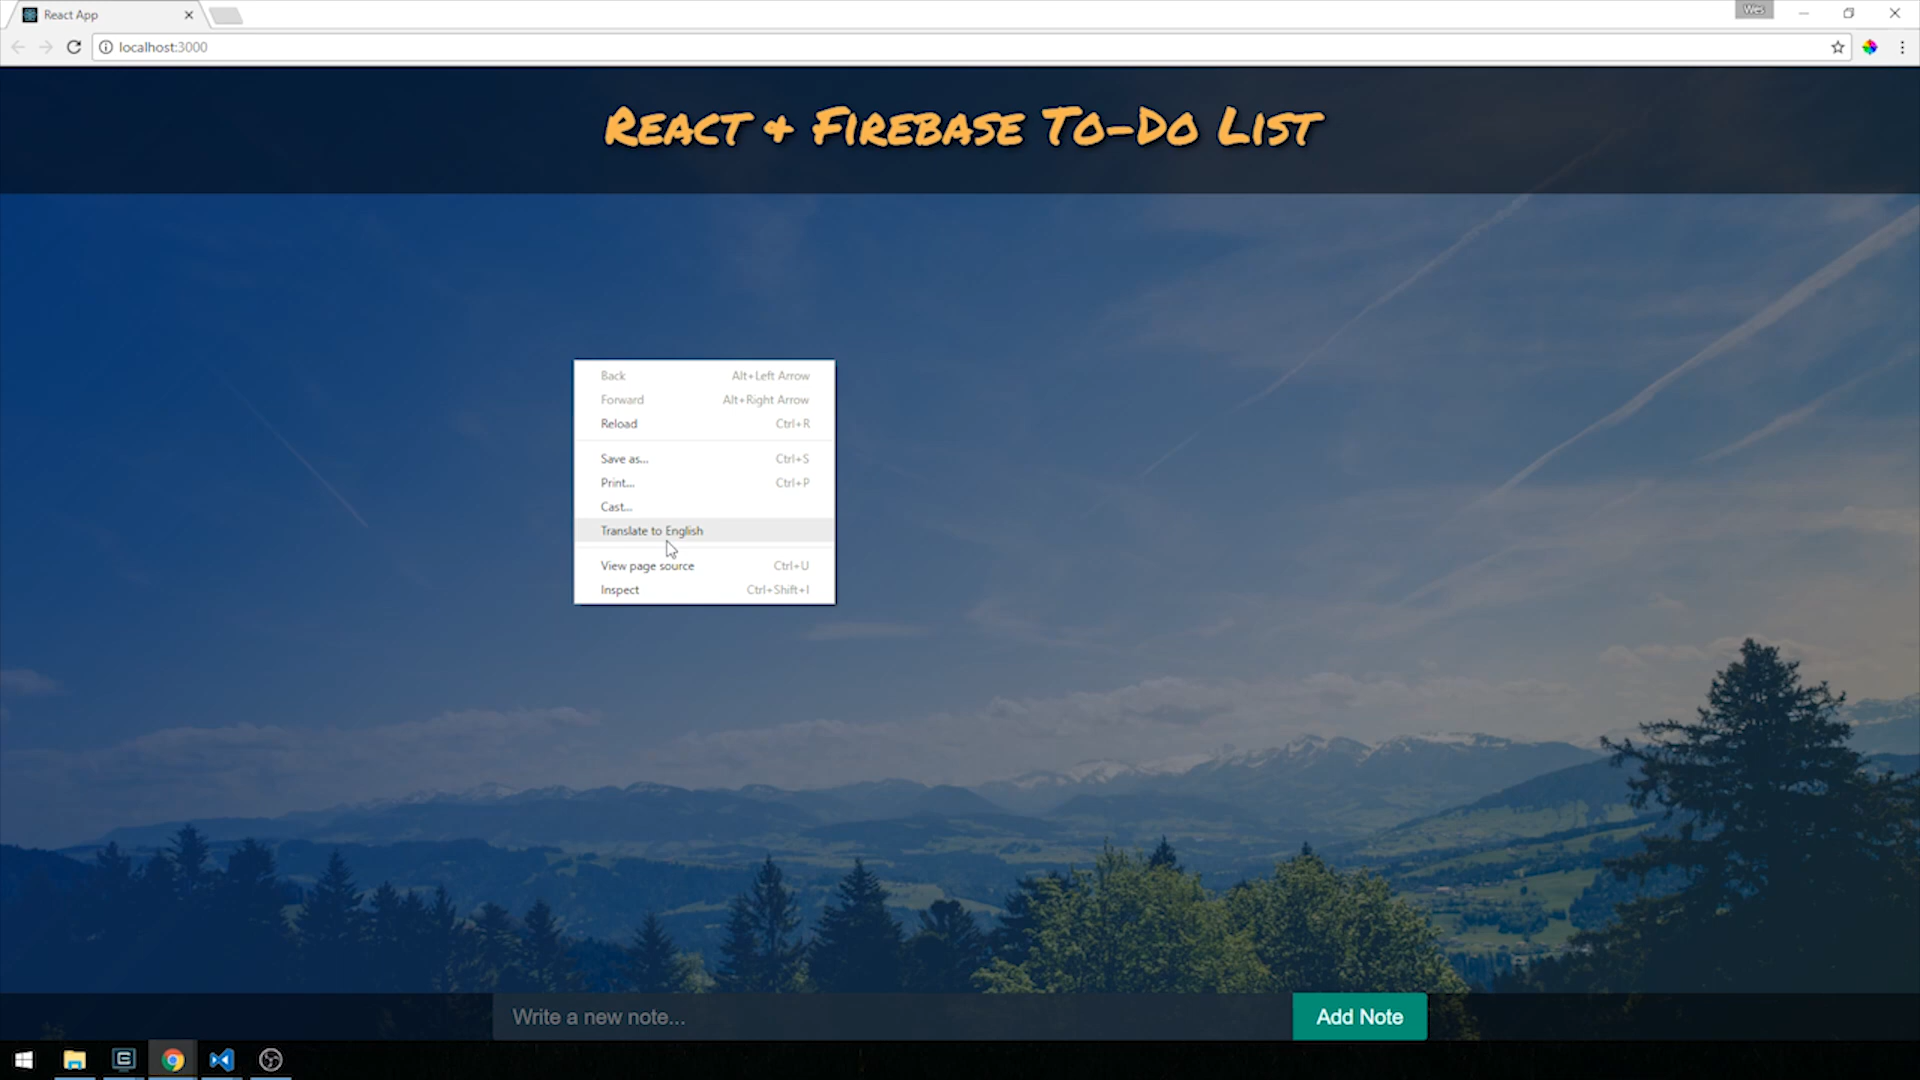 React App
Wes
localhost:3000
React & Firebase To-Do List
Back Alt+Left Arrow
Forward Alt+Right Arrow
Reload Ctrl+R
Save as... Ctrl+S
Print... Ctrl+P
Cast...
Translate to English
View page source Ctrl+U
Inspect Ctrl+Shift+I
Write a new note... Add Note